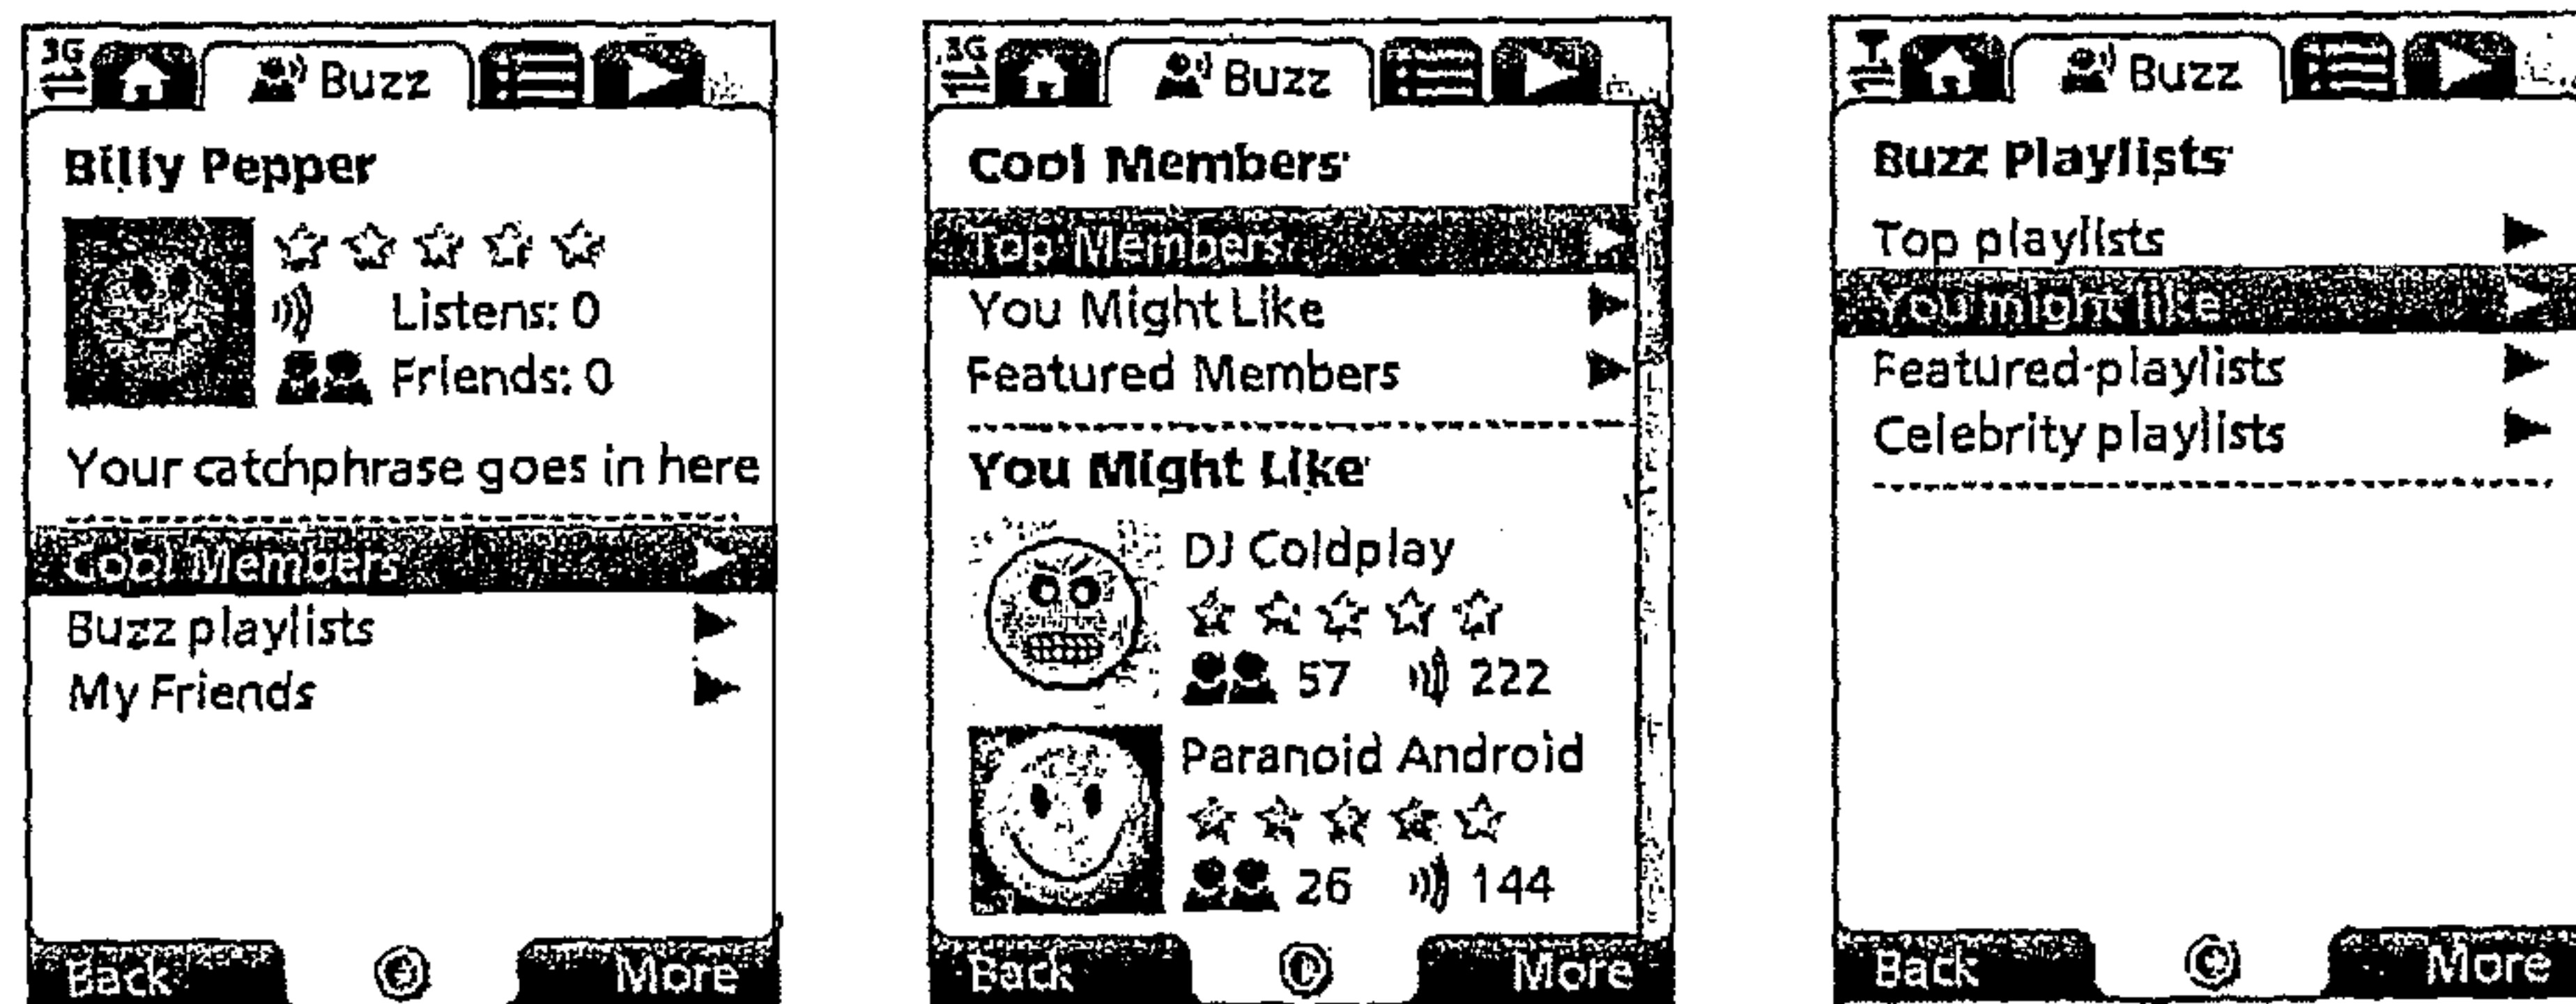 3G
Buzz
Billy Pepper
Listens: 0
Friends: 0
Your catchphrase goes in here
Cool Members
Buzz playlists
My Friends
Back
More
3G
Buzz
Cool Members
Top Members
You Might Like
Featured Members
You Might Like
DJ Coldplay
57 222
Paranoid Android
26 144
Back
More
Buzz
Buzz Playlists
Top playlists
You might like
Featured-playlists
Celebrity playlists
Back
More